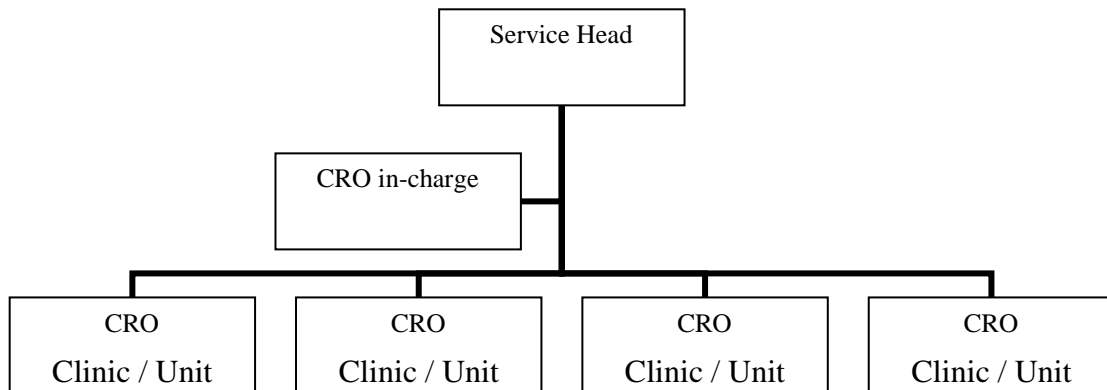 Service Head
CRO in-charge
CRO
Clinic / Unit
CRO
Clinic / Unit
CRO
Clinic / Unit
CRO
Clinic / Unit